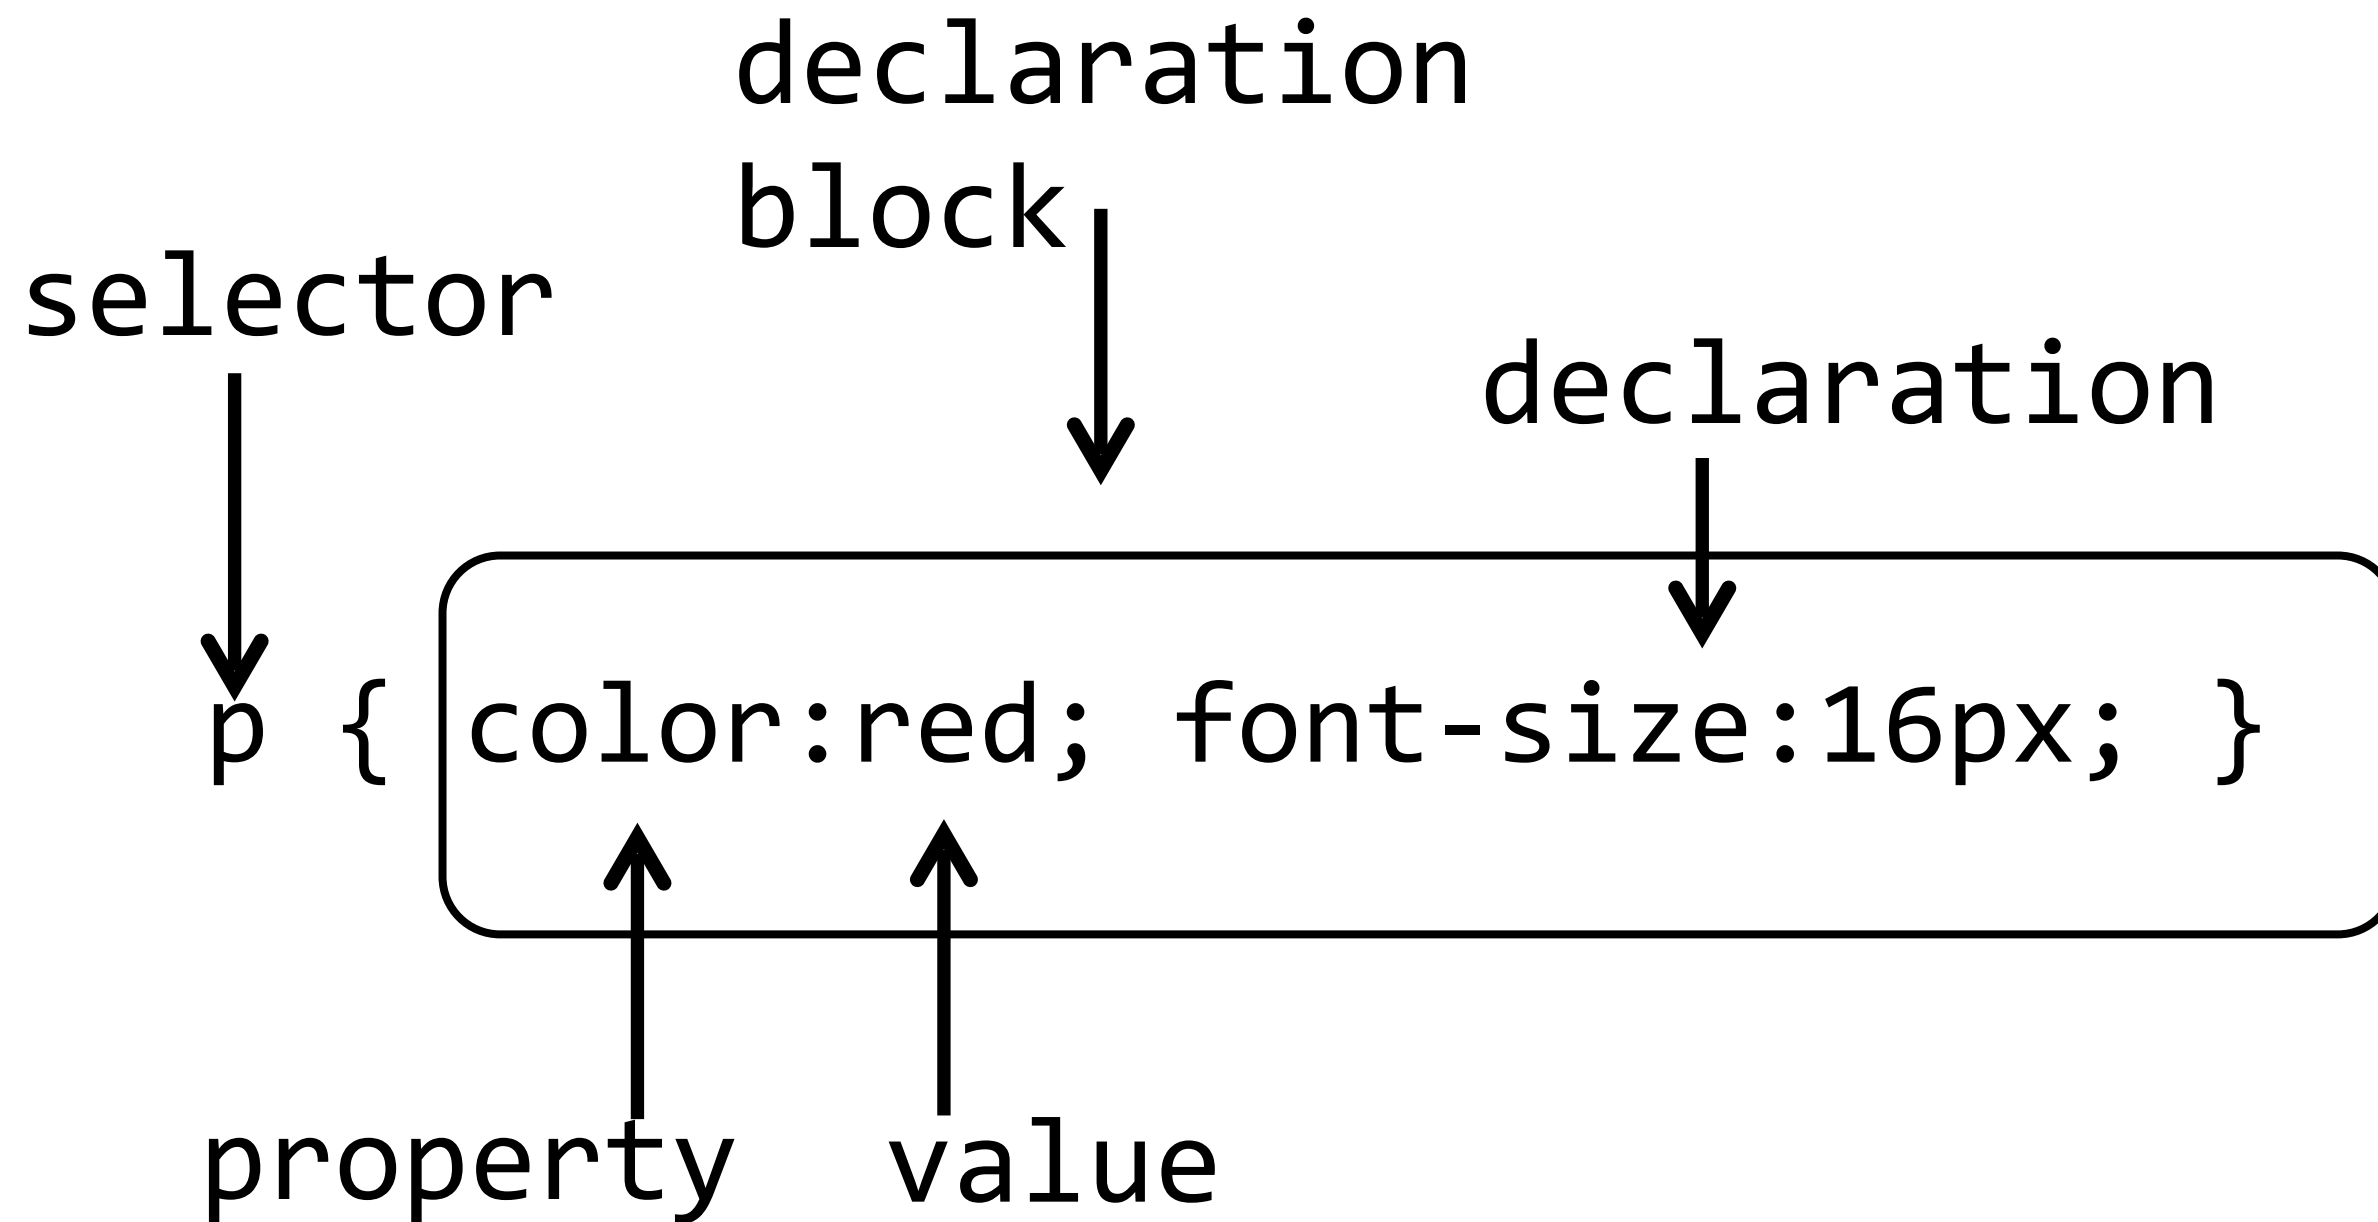 declaration
block
selector
declaration
p { color:red; font-size:16px; }
property value